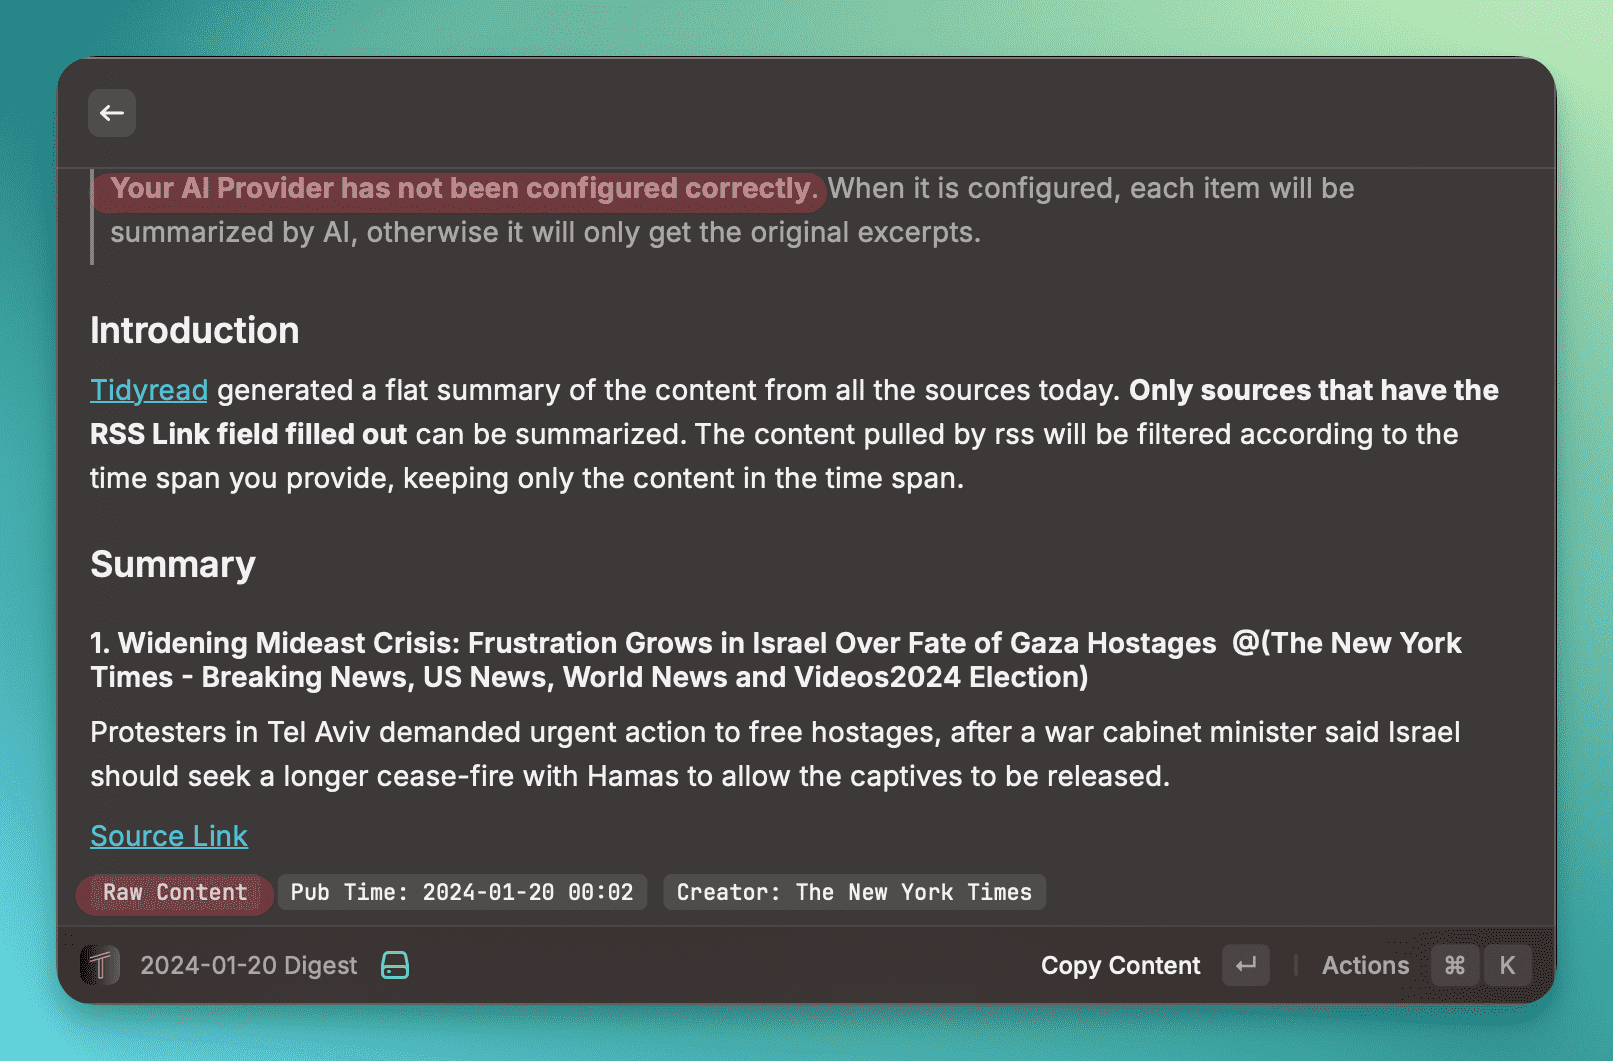 Your AI Provider has not been configured correctly. When it is configured, each item will be
summarized by AI, otherwise it will only get the original excerpts.
Introduction
Tidyread generated a flat summary of the content from all the sources today. Only sources that have the
RSS Link field filled out can be summarized. The content pulled by rss will be filtered according to the
time span you provide, keeping only the content in the time span.
Summary
1. Widening Mideast Crisis: Frustration Grows in Israel Over Fate of Gaza Hostages  @(The New York
Times - Breaking News, US News, World News and Videos2024 Election)
Protesters in Tel Aviv demanded urgent action to free hostages, after a war cabinet minister said Israel
should seek a longer cease-fire with Hamas to allow the captives to be released.
Source Link
Raw Content Pub Time: 2024-01-20 00:02 Creator: The New York Times
2024-01-20 Digest Copy Content ↵ Actions ⌘ K